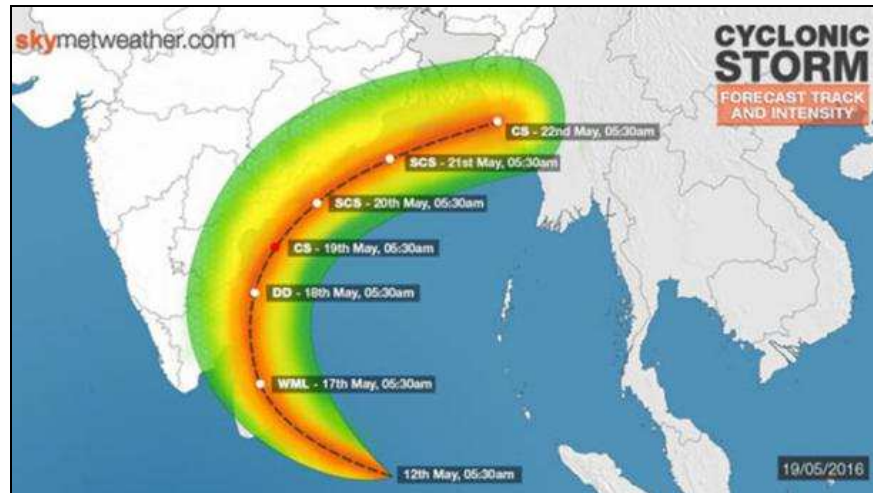 skymetweather.com
CYCLONIC
STORM
FORECAST TRACK
AND INTENSITY
CS - 22nd May, 05:30am
SCS - 21st May, 05:30am
SCS - 20th May, 05:30am
CS - 19th May, 05:30am
DD - 18th May, 05:30am
WML - 17th May, 05:30am
12th May, 05:30am
19/05/2016